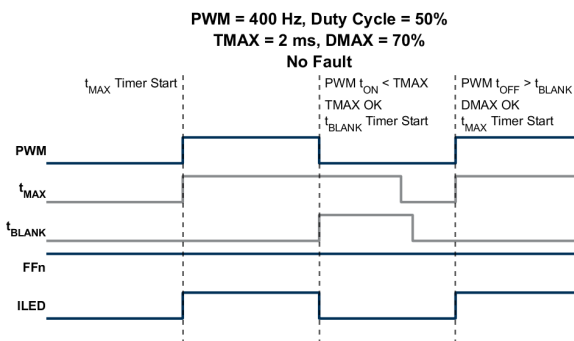 PWM = 400 Hz, Duty Cycle = 50%
TMAX = 2 ms, DMAX = 70%
No Fault
tMAX Timer Start
PWM tON < TMAX
TMAX OK
tBLANK Timer Start
PWM tOFF > tBLANK
DMAX OK
tMAX Timer Start
PWM
tMAX
tBLANK
FFn
ILED